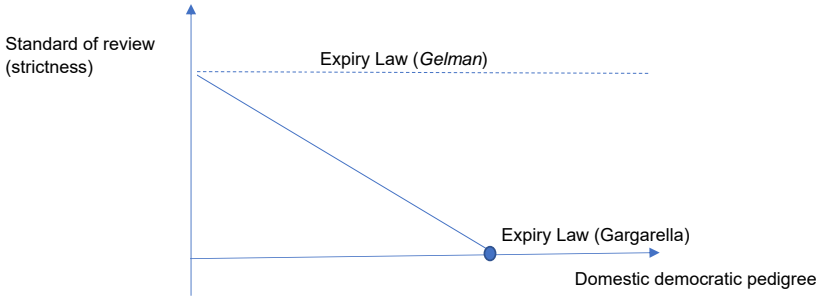 Standard of review
(strictness)
Expiry Law (Gelman)
Expiry Law (Gargarella)
Domestic democratic pedigree